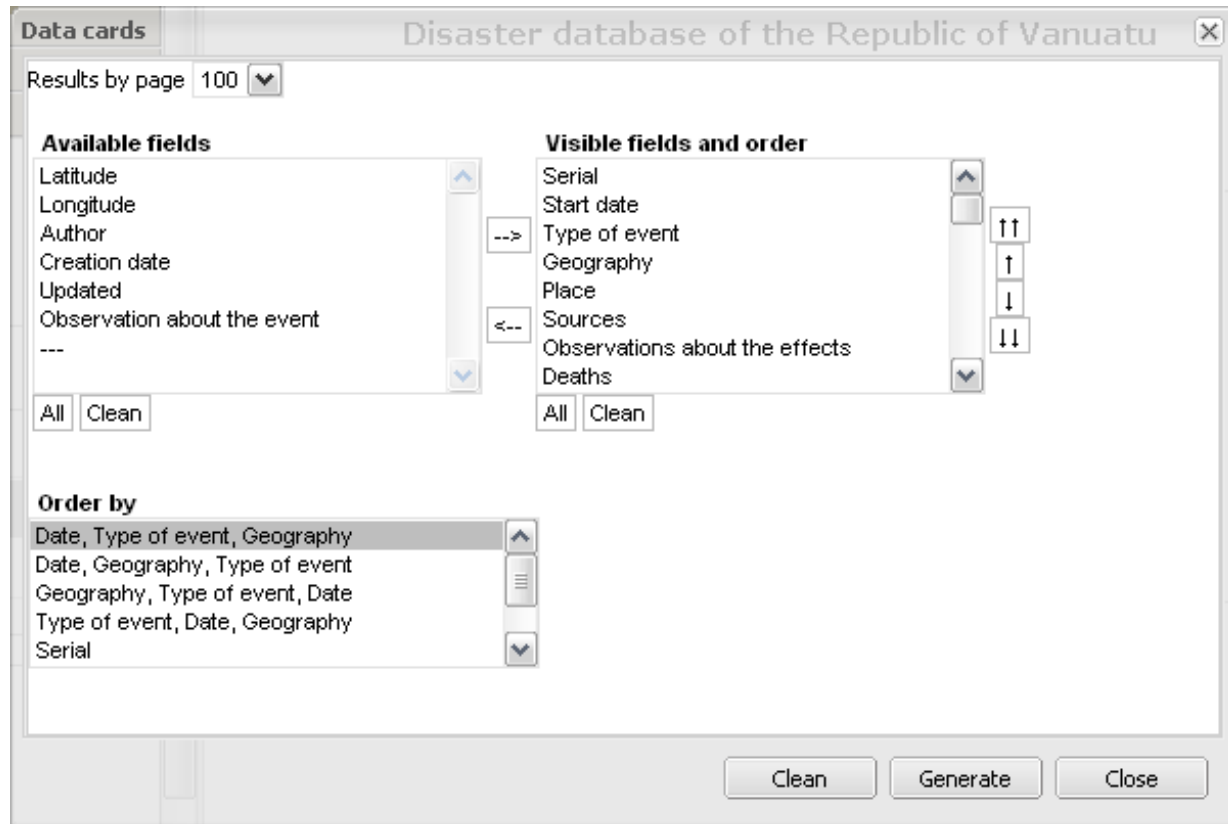 Data cards
Disaster database of the Republic of Vanuatu
Results by page 100
Available fields
Latitude
Longitude
Author
Creation date
Updated
Observation about the event
---
All Clean
-->
<--
Visible fields and order
Serial
Start date
Type of event
Geography
Place
Sources
Observations about the effects
Deaths
All Clean
↑↑
↑
↓
↓↓
Order by
Date, Type of event, Geography
Date, Geography, Type of event
Geography, Type of event, Date
Type of event, Date, Geography
Serial
Clean Generate Close